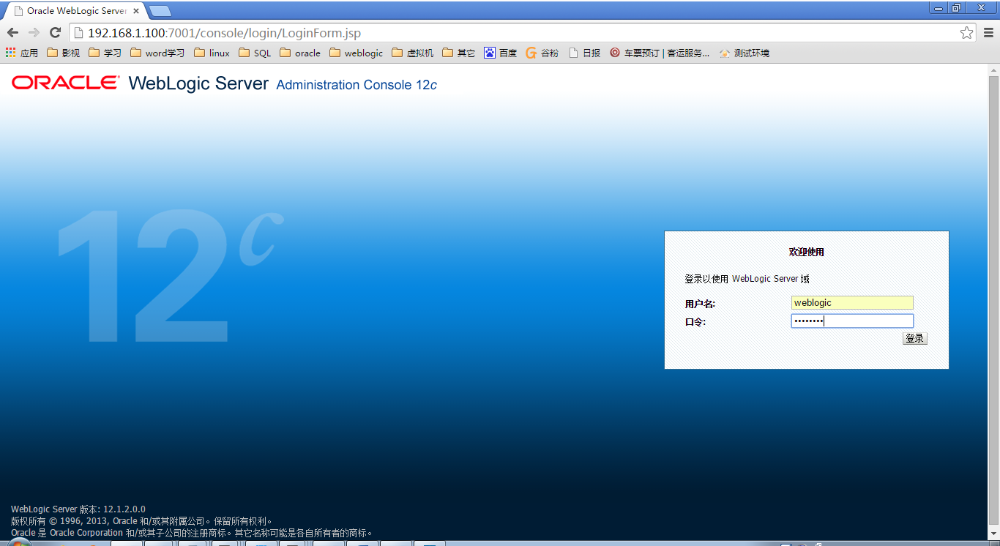 Oracle WebLogic Server
192.168.1.100:7001/console/login/LoginForm.jsp
应用 影视 学习 word学习 linux SQL oracle weblogic 虚拟机 其它 百度 谷粉 日报 车票预订 | 客运服务... 测试环境
ORACLE WebLogic Server Administration Console 12c
12c
欢迎使用
登录以使用 WebLogic Server 域
用户名: weblogic
口令: ••••••••
登录
WebLogic Server 版本: 12.1.2.0.0
版权所有 © 1996, 2013, Oracle 和/或其附属公司。保留所有权利。
Oracle 是 Oracle Corporation 和/或其子公司的注册商标。其它名称可能是各自所有者的商标。